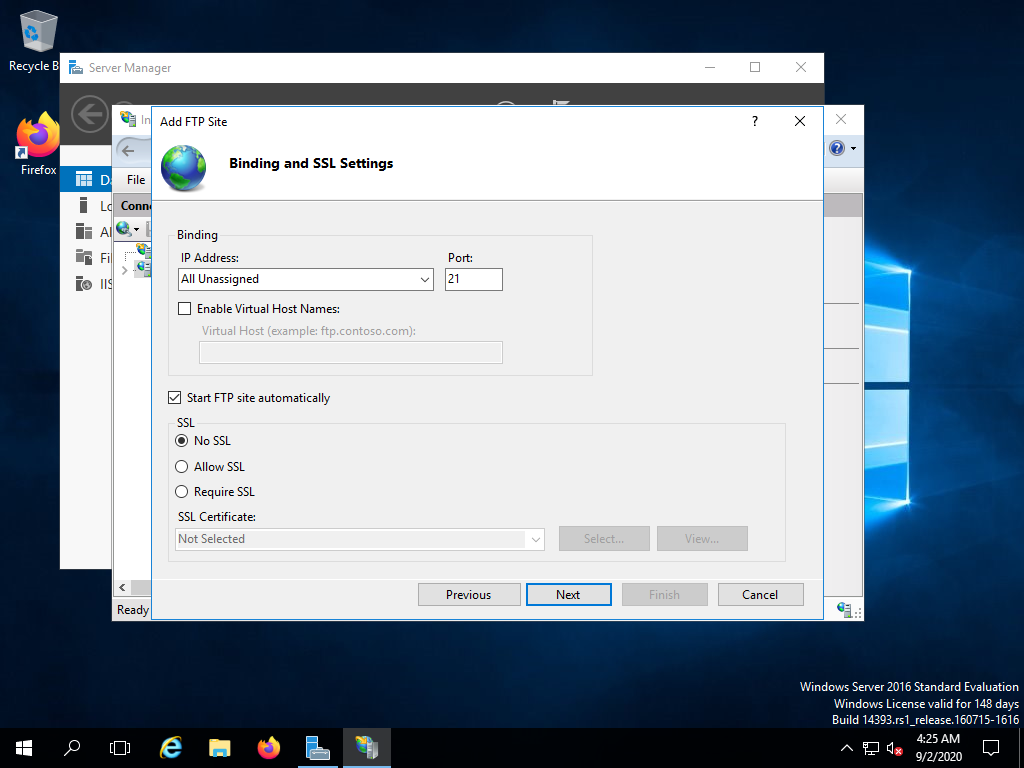 Recycle B
Server Manager
Firefox
In
Add FTP Site
?
Binding and SSL Settings
File
Conne
Da
Lo
Al
Fi
IIS
Binding
IP Address:
Port:
All Unassigned
21
Enable Virtual Host Names:
Virtual Host (example: ftp.contoso.com):
Start FTP site automatically
SSL
No SSL
Allow SSL
Require SSL
SSL Certificate:
Not Selected
Select...
View...
Previous
Next
Finish
Cancel
Ready
Windows Server 2016 Standard Evaluation
Windows License valid for 148 days
Build 14393.rs1_release.160715-1616
4:25 AM
9/2/2020